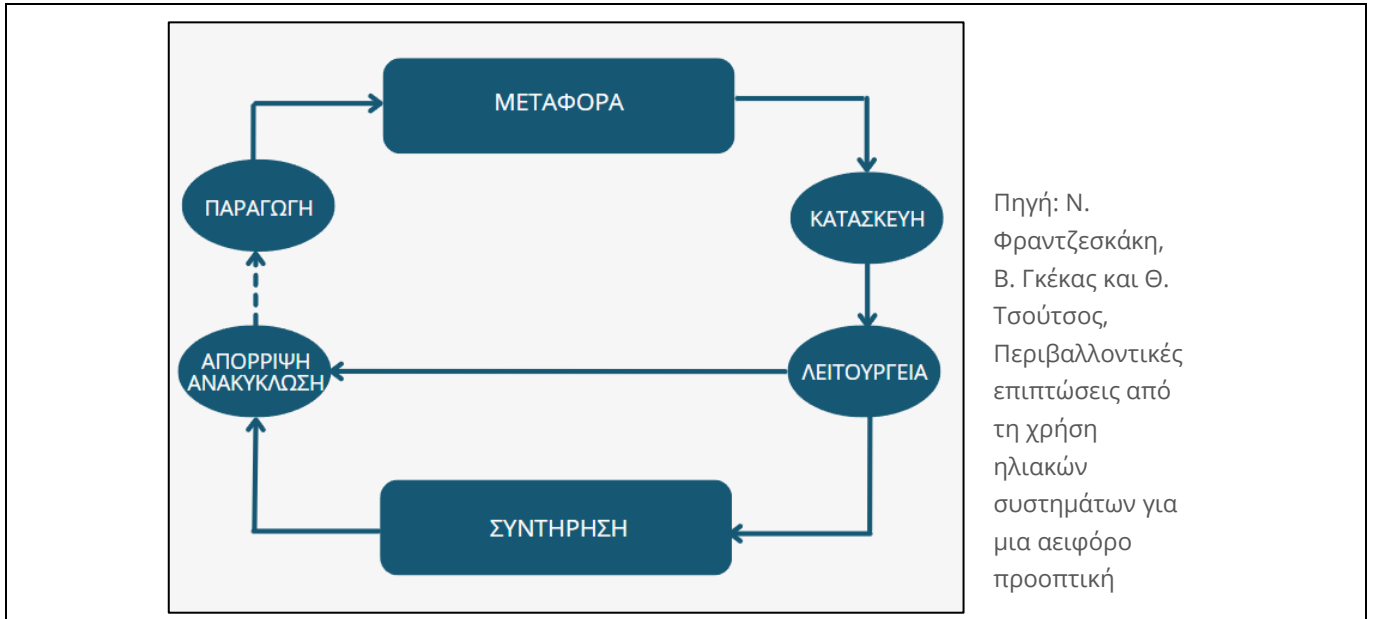 ΜΕΤΑΦΟΡΑ
ΠΑΡΑΓΩΓΗ
ΚΑΤΑΣΚΕΥΗ
ΑΠΟΡΡΙΨΗ
ΑΝΑΚΥΚΛΩΣΗ
ΛΕΙΤΟΥΡΓΕΙΑ
ΣΥΝΤΗΡΗΣΗ
Πηγή: Ν.
Φραντζεσκάκη,
Β. Γκέκας και Θ.
Τσούτσος,
Περιβαλλοντικές
επιπτώσεις από
τη χρήση
ηλιακών
συστημάτων για
μια αειφόρο
προοπτική